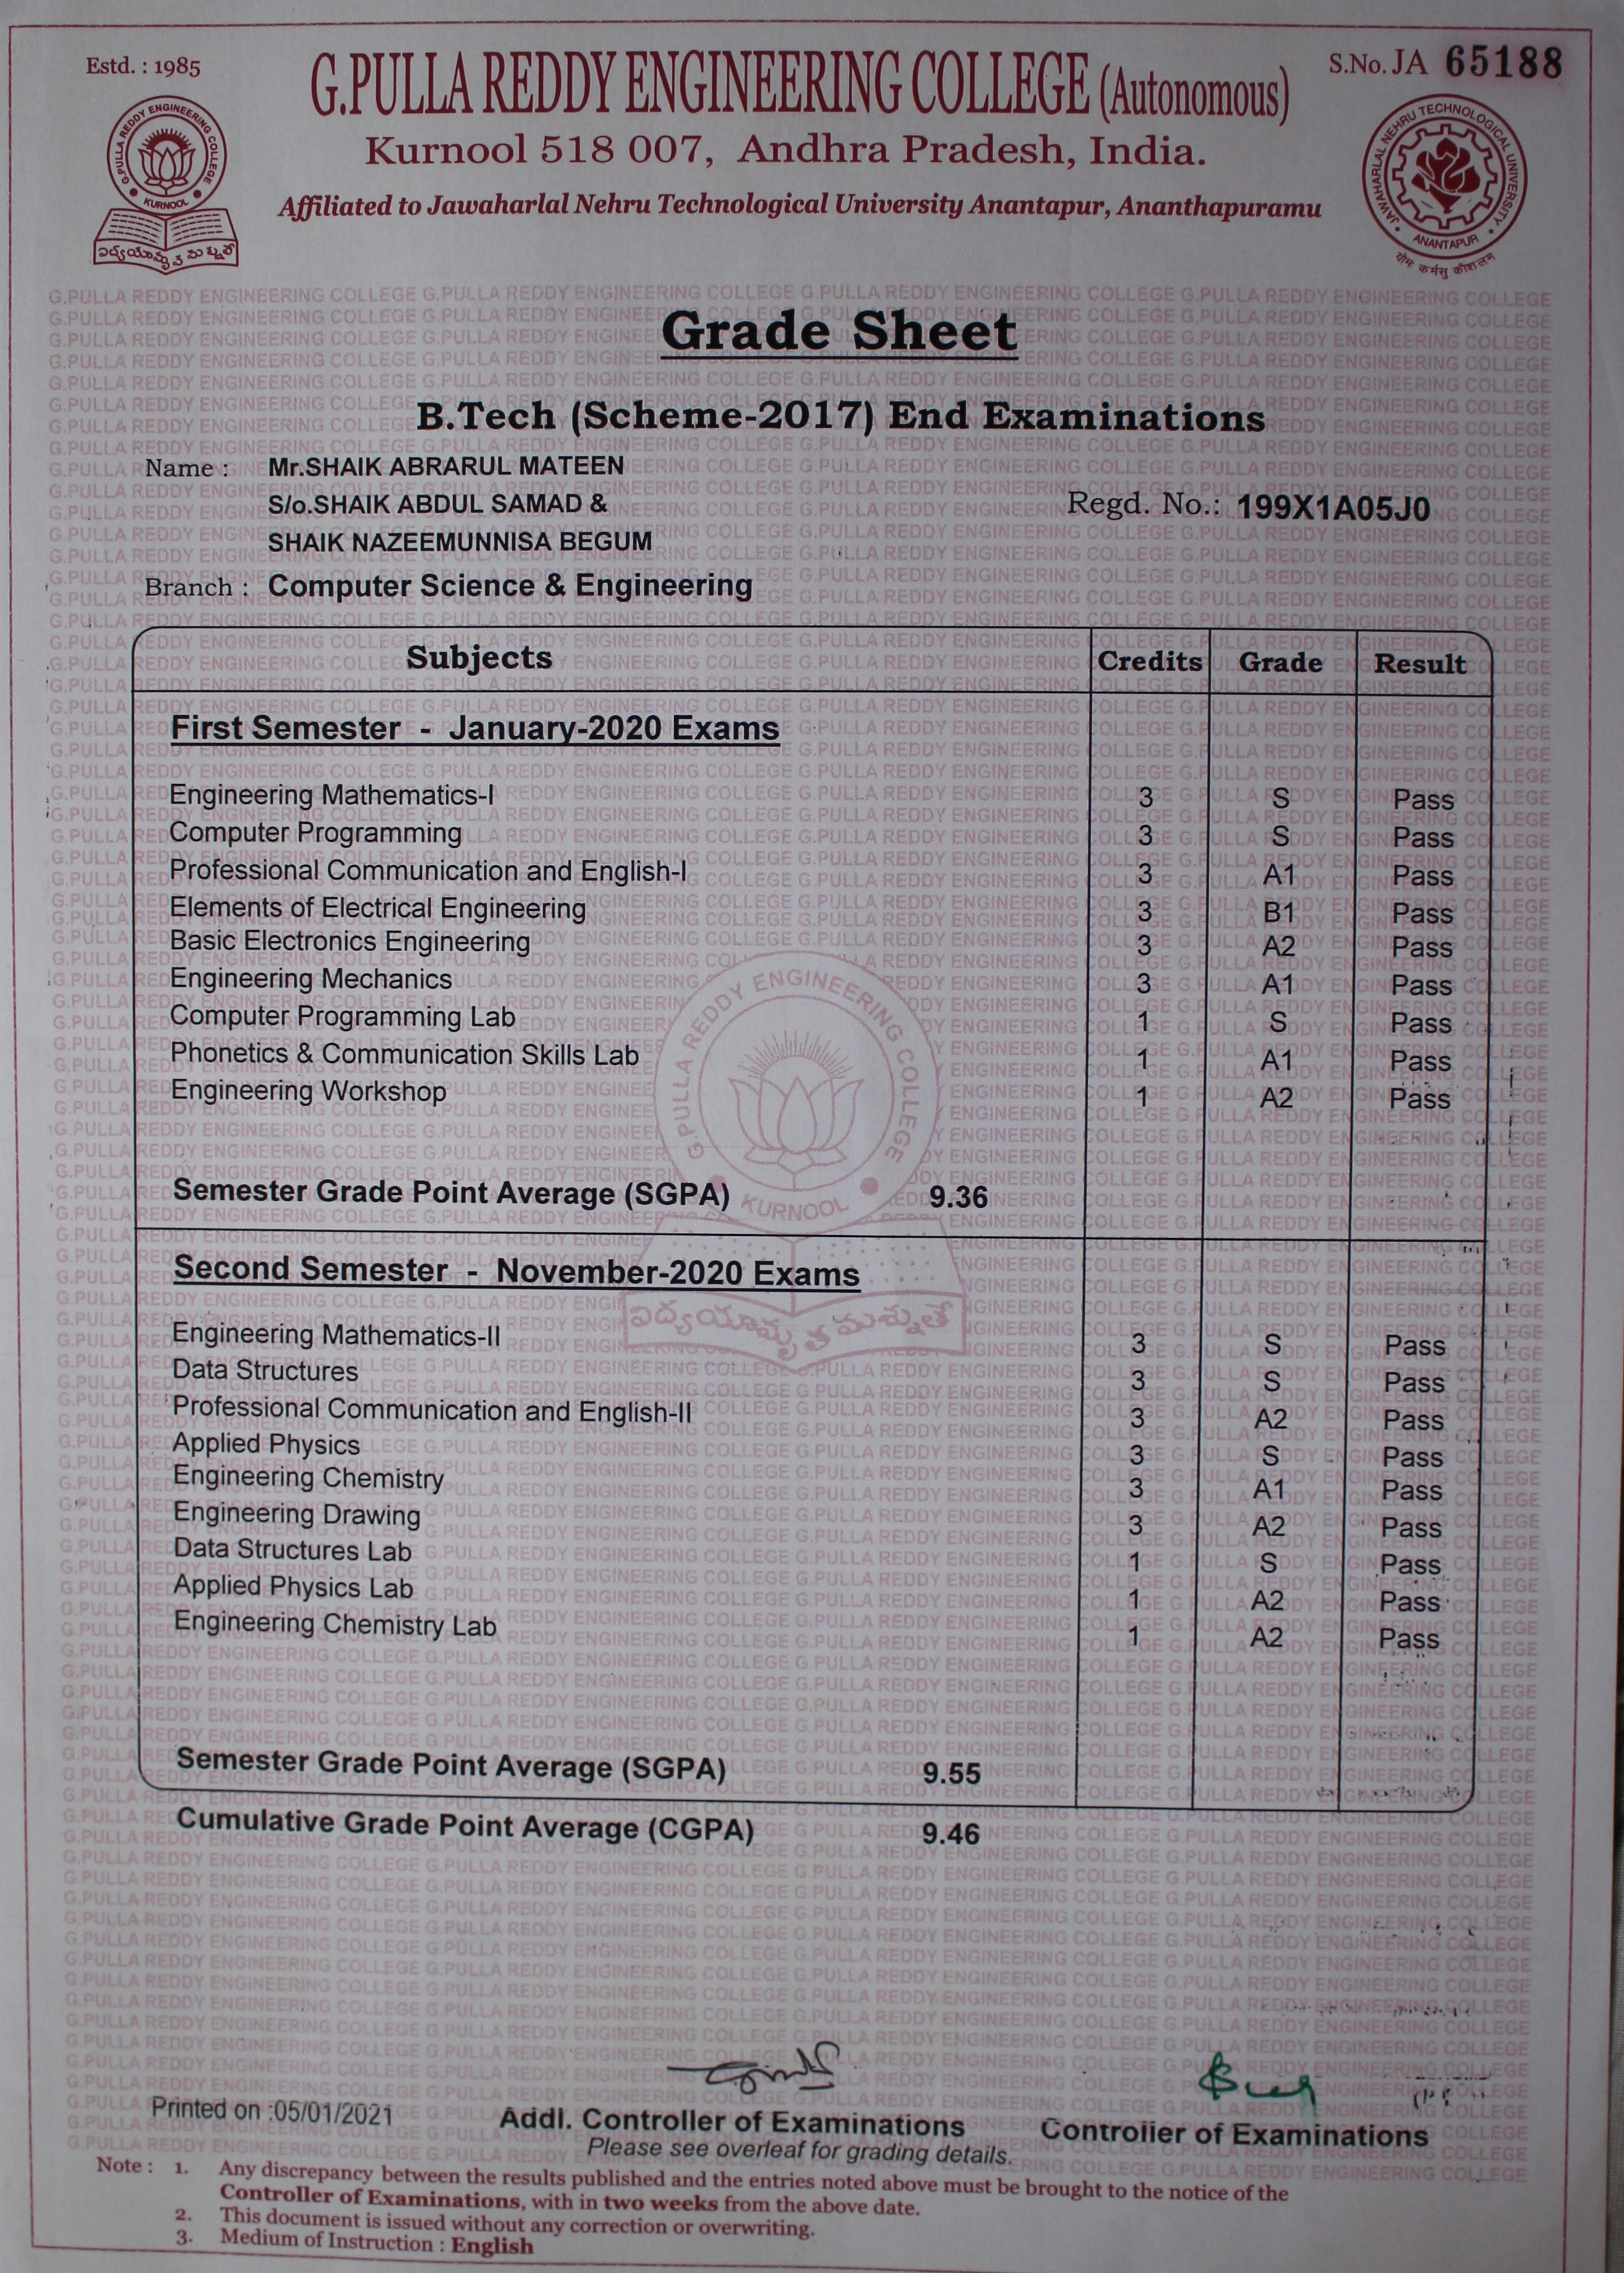 Estd. : 1985
S.No. JA 65188
G.PULLA REDDY ENGINEERING COLLEGE (Autonomous)
Kurnool 518 007, Andhra Pradesh, India.
Affiliated to Jawaharlal Nehru Technological University Anantapur, Ananthapuramu
G.PULLA REDDY ENGINEERING COLLEGE
KURNOOL
JAWAHARLAL NEHRU TECHNOLOGICAL UNIVERSITY
ANANTAPUR
योगः कर्मसु कौशलम्
Grade Sheet
B.Tech (Scheme-2017) End Examinations
Name : Mr.SHAIK ABRARUL MATEEN
S/o.SHAIK ABDUL SAMAD &
Regd. No.: 199X1A05J0
SHAIK NAZEEMUNNISA BEGUM
Branch : Computer Science & Engineering
Subjects Credits Grade Result
First Semester - January-2020 Exams
Engineering Mathematics-I 3 S Pass
Computer Programming 3 S Pass
Professional Communication and English-I 3 A1 Pass
Elements of Electrical Engineering 3 B1 Pass
Basic Electronics Engineering 3 A2 Pass
Engineering Mechanics 3 A1 Pass
Computer Programming Lab 1 S Pass
Phonetics & Communication Skills Lab 1 A1 Pass
Engineering Workshop 1 A2 Pass
Semester Grade Point Average (SGPA) 9.36
Second Semester - November-2020 Exams
Engineering Mathematics-II 3 S Pass
Data Structures 3 S Pass
Professional Communication and English-II 3 A2 Pass
Applied Physics 3 S Pass
Engineering Chemistry 3 A1 Pass
Engineering Drawing 3 A2 Pass
Data Structures Lab 1 S Pass
Applied Physics Lab 1 A2 Pass
Engineering Chemistry Lab 1 A2 Pass
Semester Grade Point Average (SGPA) 9.55
Cumulative Grade Point Average (CGPA) 9.46
Printed on :05/01/2021
Addl. Controller of Examinations
Controller of Examinations
Please see overleaf for grading details.
Note : 1. Any discrepancy between the results published and the entries noted above must be brought to the notice of the
Controller of Examinations, with in two weeks from the above date.
2. This document is issued without any correction or overwriting.
3. Medium of Instruction : English